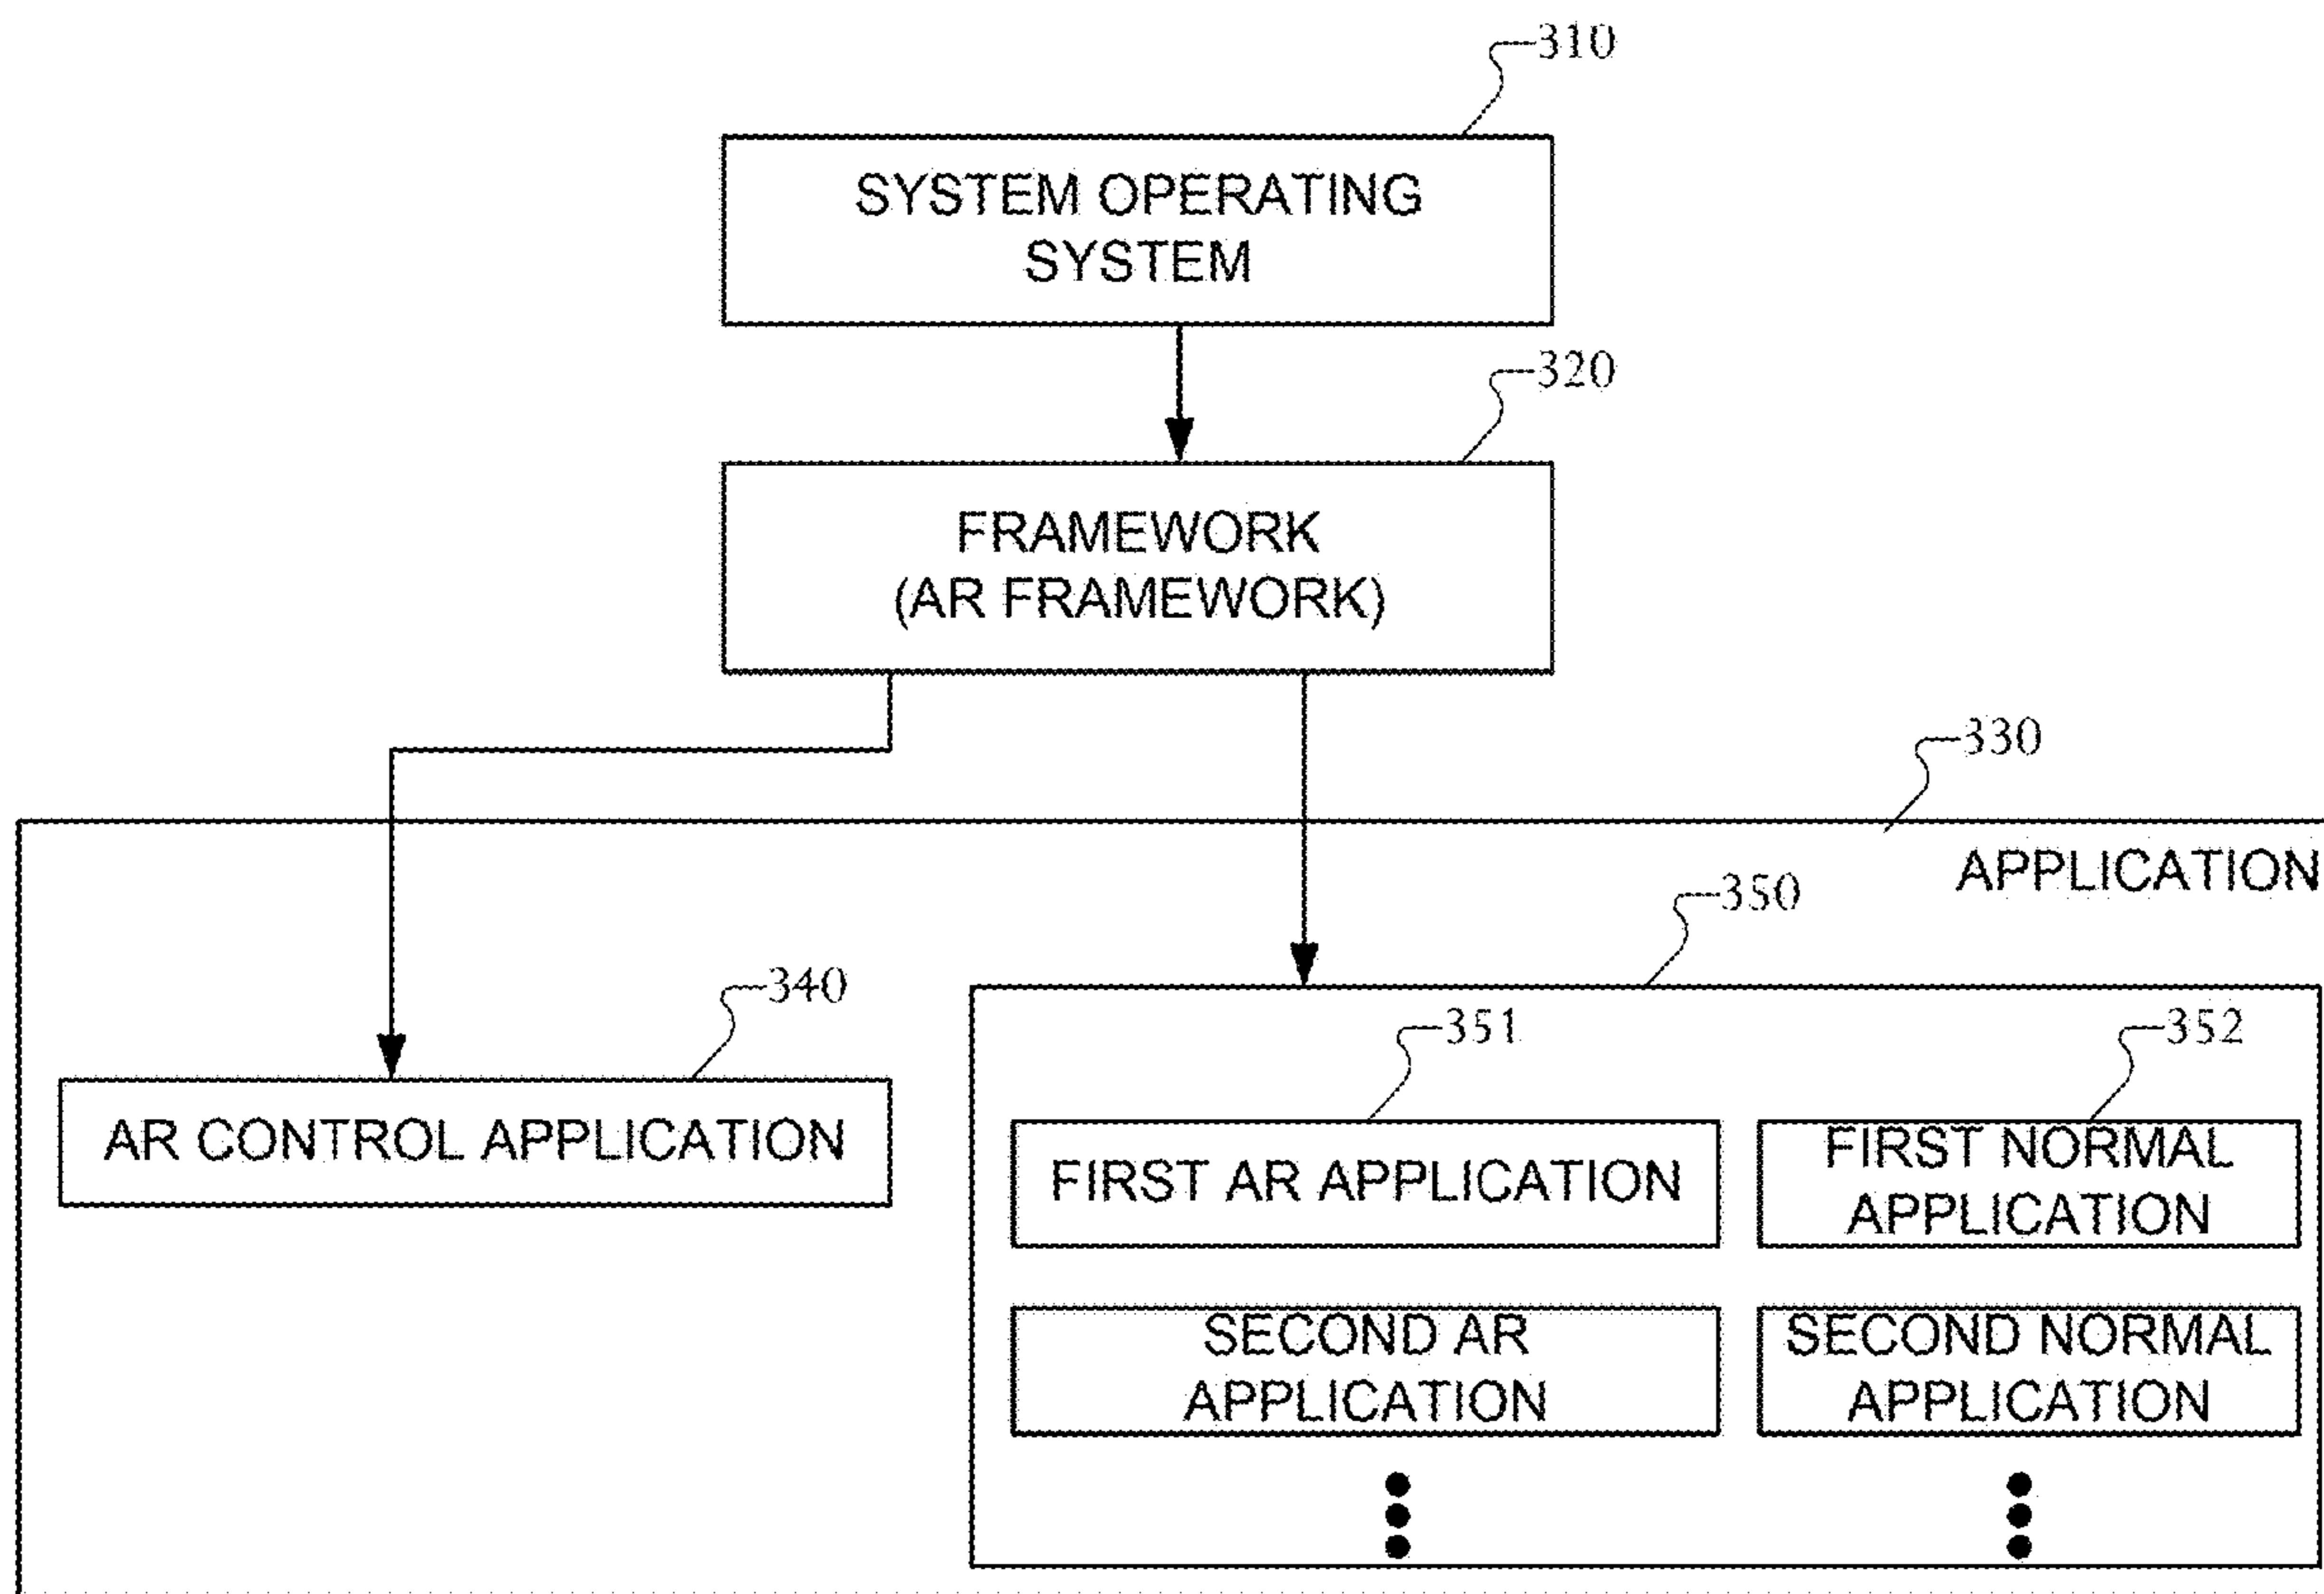 310
SYSTEM OPERATING
SYSTEM
320
FRAMEWORK
(AR FRAMEWORK)
330
APPLICATION
350
340
351
352
AR CONTROL APPLICATION
FIRST AR APPLICATION
FIRST NORMAL
APPLICATION
SECOND AR
APPLICATION
SECOND NORMAL
APPLICATION